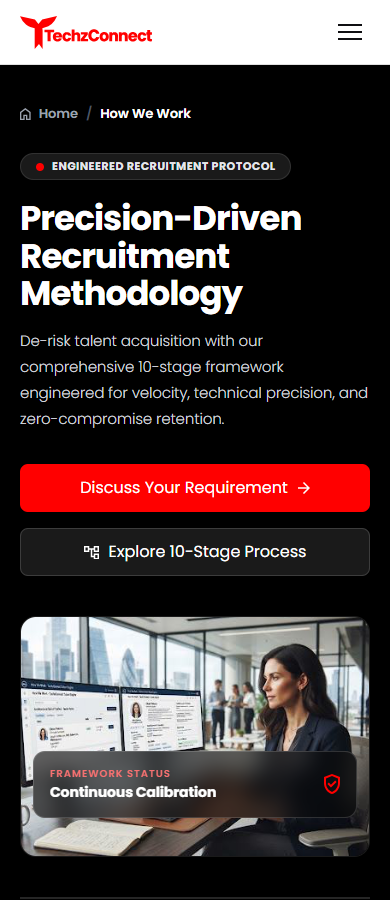 TechzConnect
Home / How We Work
ENGINEERED RECRUITMENT PROTOCOL
Precision-Driven
Recruitment
Methodology
De-risk talent acquisition with our
comprehensive 10-stage framework
engineered for velocity, technical precision, and
zero-compromise retention.
Discuss Your Requirement →
Explore 10-Stage Process
FRAMEWORK STATUS
Continuous Calibration